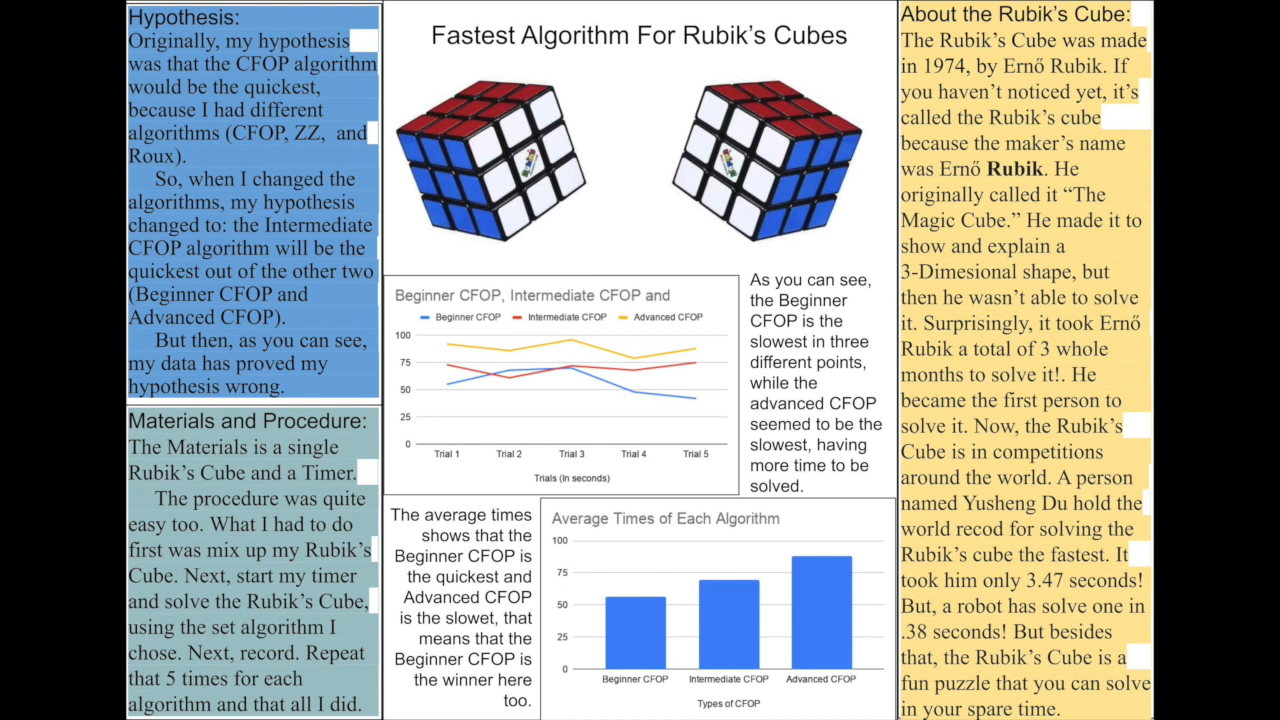 Hypothesis:
Originally, my hypothesis
was that the CFOP algorithm
would be the quickest,
because I had different
algorithms (CFOP, ZZ, and
Roux).
So, when I changed the
algorithms, my hypothesis
changed to: the Intermediate
CFOP algorithm will be the
quickest out of the other two
(Beginner CFOP and
Advanced CFOP).
But then, as you can see,
my data has proved my
hypothesis wrong.
Materials and Procedure:
The Materials is a single
Rubik's Cube and a Timer.
The procedure was quite
easy too. What I had to do
first was mix up my Rubik's
Cube. Next, start my timer
and solve the Rubik's Cube,
using the set algorithm I
chose. Next, record. Repeat
that 5 times for each
algorithm and that all I did.
Fastest Algorithm For Rubik's Cubes
Beginner CFOP, Intermediate CFOP and
Beginner CFOP
Intermediate CFOP
Advanced CFOP
100
75
50
25
0
Trial 1
Trial 2
Trial 3
Trial 4
Trial 5
Trials (In seconds)
As you can see,
the Beginner
CFOP is the
slowest in three
different points,
while the
advanced CFOP
seemed to be the
slowest, having
more time to be
solved.
The average times
shows that the
Beginner CFOP is
the quickest and
Advanced CFOP
is the slowet, that
means that the
Beginner CFOP is
the winner here
too.
Average Times of Each Algorithm
100
75
50
25
0
Beginner CFOP
Intermediate CFOP
Advanced CFOP
Types of CFOP
About the Rubik's Cube:
The Rubik's Cube was made
in 1974, by Ernő Rubik. If
you haven't noticed yet, it's
called the Rubik's cube
because the maker's name
was Ernő Rubik. He
originally called it “The
Magic Cube.” He made it to
show and explain a
3-Dimesional shape, but
then he wasn't able to solve
it. Surprisingly, it took Ernő
Rubik a total of 3 whole
months to solve it!. He
became the first person to
solve it. Now, the Rubik's
Cube is in competitions
around the world. A person
named Yusheng Du hold the
world recod for solving the
Rubik's cube the fastest. It
took him only 3.47 seconds!
But, a robot has solve one in
.38 seconds! But besides
that, the Rubik's Cube is a
fun puzzle that you can solve
in your spare time.